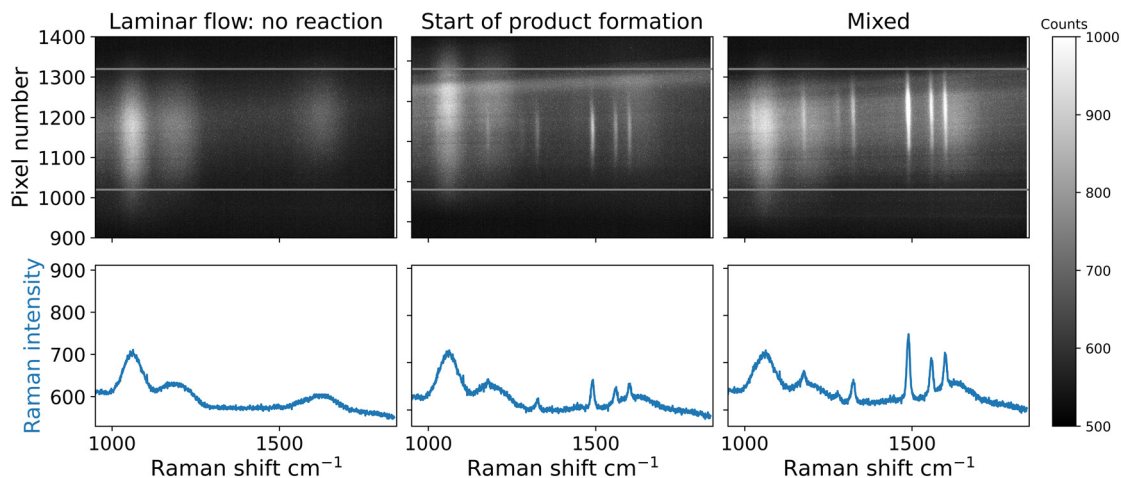 Laminar flow: no reaction
Start of product formation
Mixed
Counts
Pixel number
1400
1300
1200
1100
1000
900
1000
900
800
700
600
500
Raman intensity
900
800
700
600
1000 1500
1000 1500
1000 1500
Raman shift cm⁻¹
Raman shift cm⁻¹
Raman shift cm⁻¹